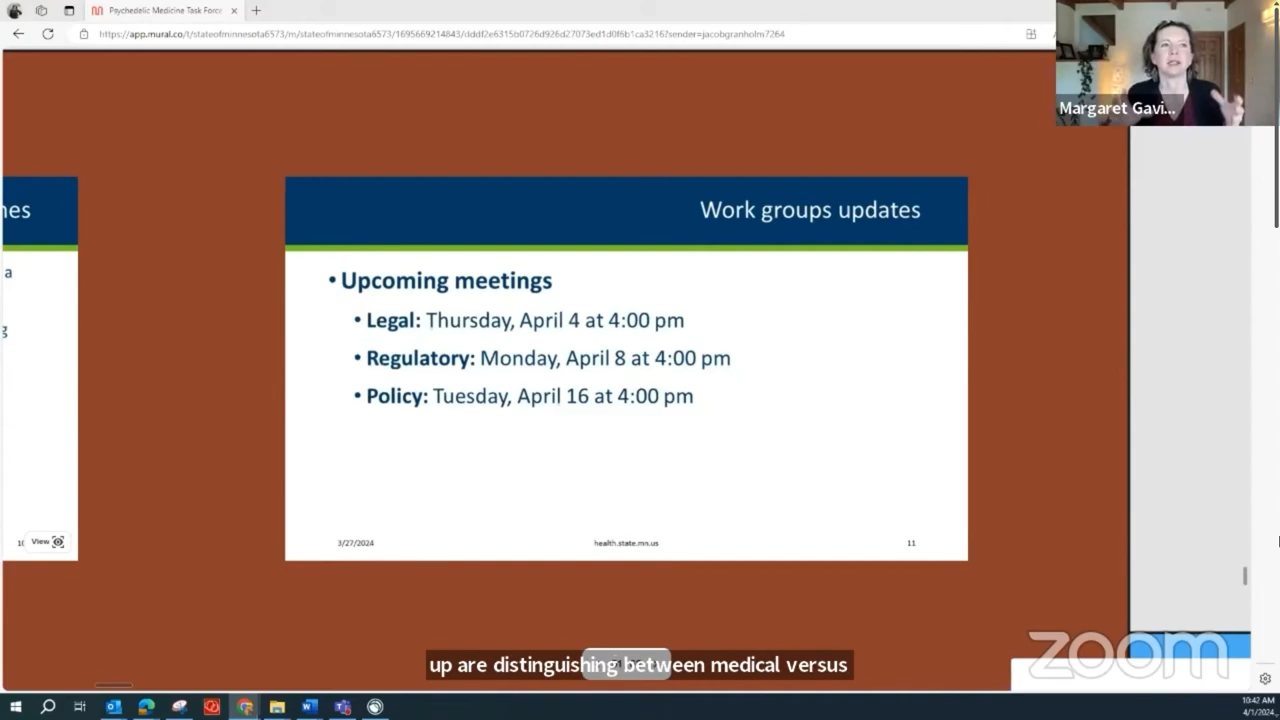 Psychedelic Medicine Task Force
https://app.mural.co/t/stateofminnesota6573/m/stateofminnesota6573/1695669214843/dddf2e6315b0726d926d27073ed1d0f6b1ca3216?sender=jacobgranholm7264
Margaret Gavi...
nes
a
g
Work groups updates
• Upcoming meetings
• Legal: Thursday, April 4 at 4:00 pm
• Regulatory: Monday, April 8 at 4:00 pm
• Policy: Tuesday, April 16 at 4:00 pm
View
3/27/2024
health.state.mn.us
11
up are distinguishing between medical versus
zoom
10:42 AM
4/1/2024